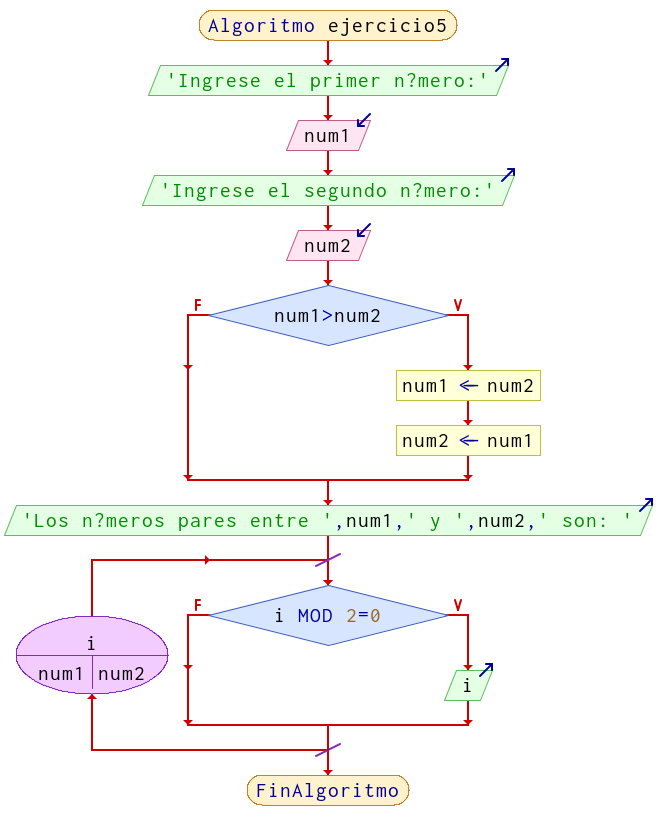 Algoritmo ejercicio5
'Ingrese el primer n?mero:'
num1
'Ingrese el segundo n?mero:'
num2
F
V
num1>num2
num1 ← num2
num2 ← num1
'Los n?meros pares entre ',num1,' y ',num2,' son: '
F
V
i MOD 2=0
i
num1 num2
i
FinAlgoritmo